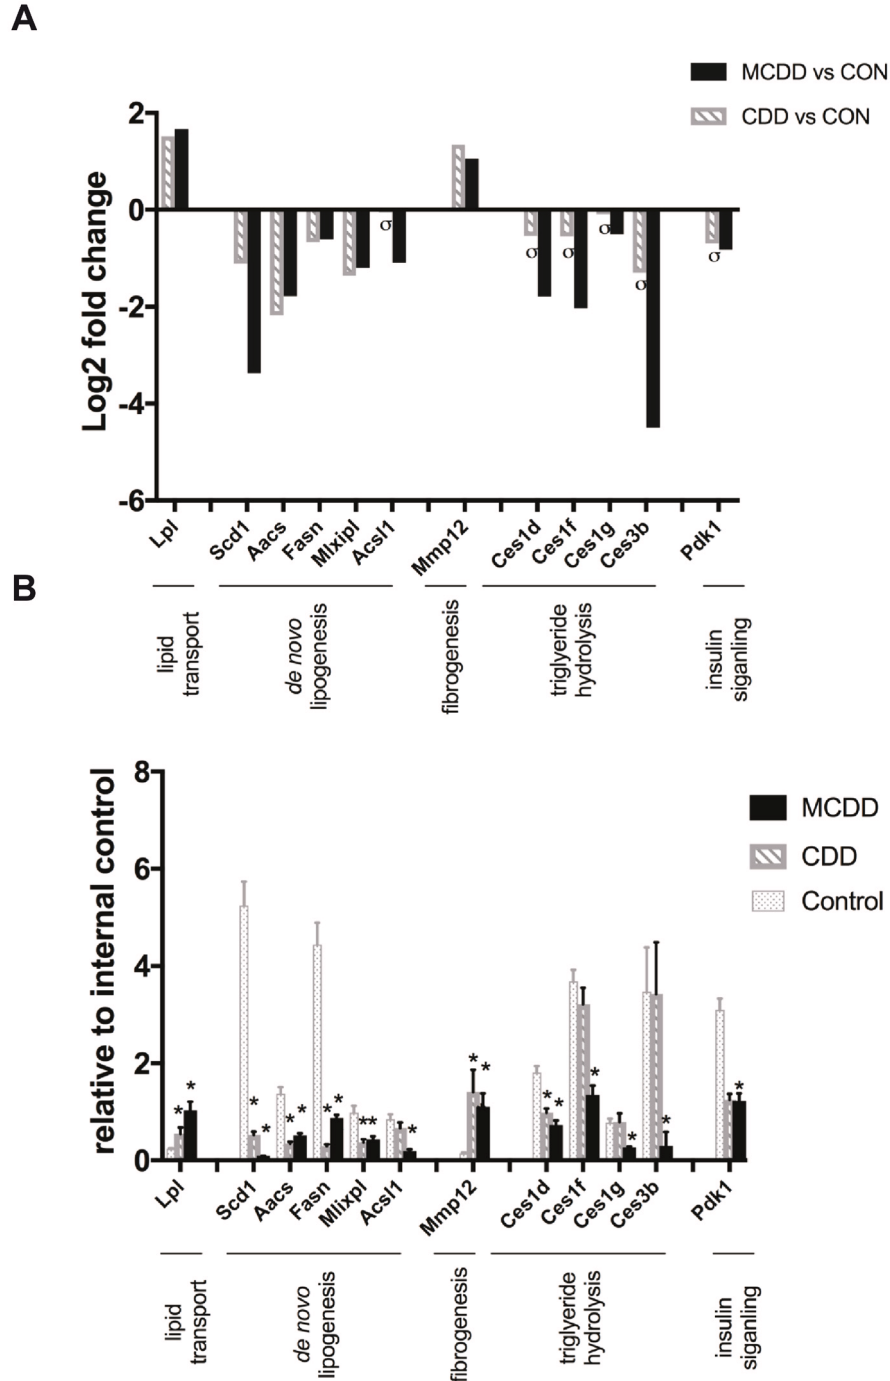 A
MCDD vs CON
CDD vs CON
Log2 fold change
2
0
-2
-4
-6
σ
σ
σ
σ
σ
σ
Lpl
Scd1
Aacs
Fasn
Mlxipl
Acsl1
Mmp12
Ces1d
Ces1f
Ces1g
Ces3b
Pdk1
lipid
transport
de novo
lipogenesis
fibrogenesis
triglyceride
hydrolysis
insulin
siganling
B
MCDD
CDD
Control
relative to internal control
8
6
4
2
0
*
*
*
*
*
*
*
*
**
*
*
*
*
*
*
*
*
*
Lpl
Scd1
Aacs
Fasn
Mlixpl
Acsl1
Mmp12
Ces1d
Ces1f
Ces1g
Ces3b
Pdk1
lipid
transport
de novo
lipogenesis
fibrogenesis
triglyceride
hydrolysis
insulin
siganling